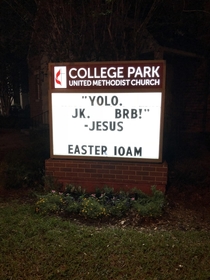 COLLEGE PARK
UNITED METHODIST CHURCH
"YOLO.
JK. BRB!"
-JESUS
EASTER 10AM